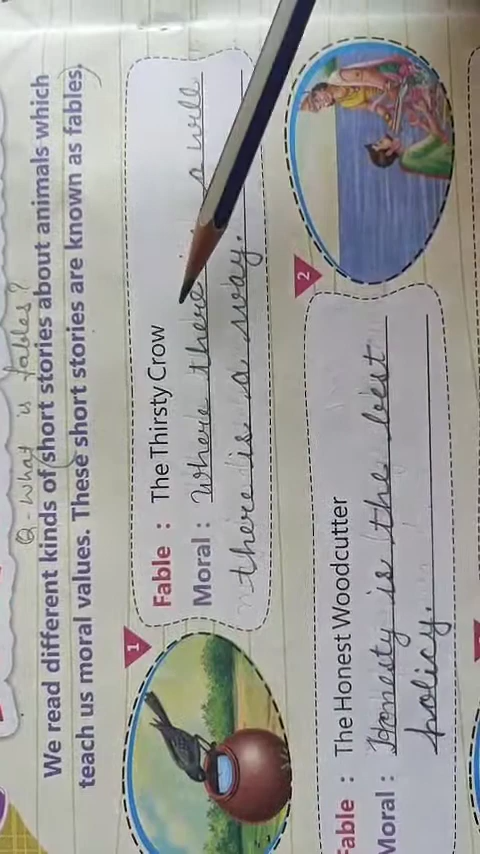 Q. What is fables?
We read different kinds of short stories about animals which
teach us moral values. These short stories are known as fables.
1
Fable : The Thirsty Crow
Moral : Where there a will
there is a way.
2
Fable : The Honest Woodcutter
Moral : Honesty is the best
policy.